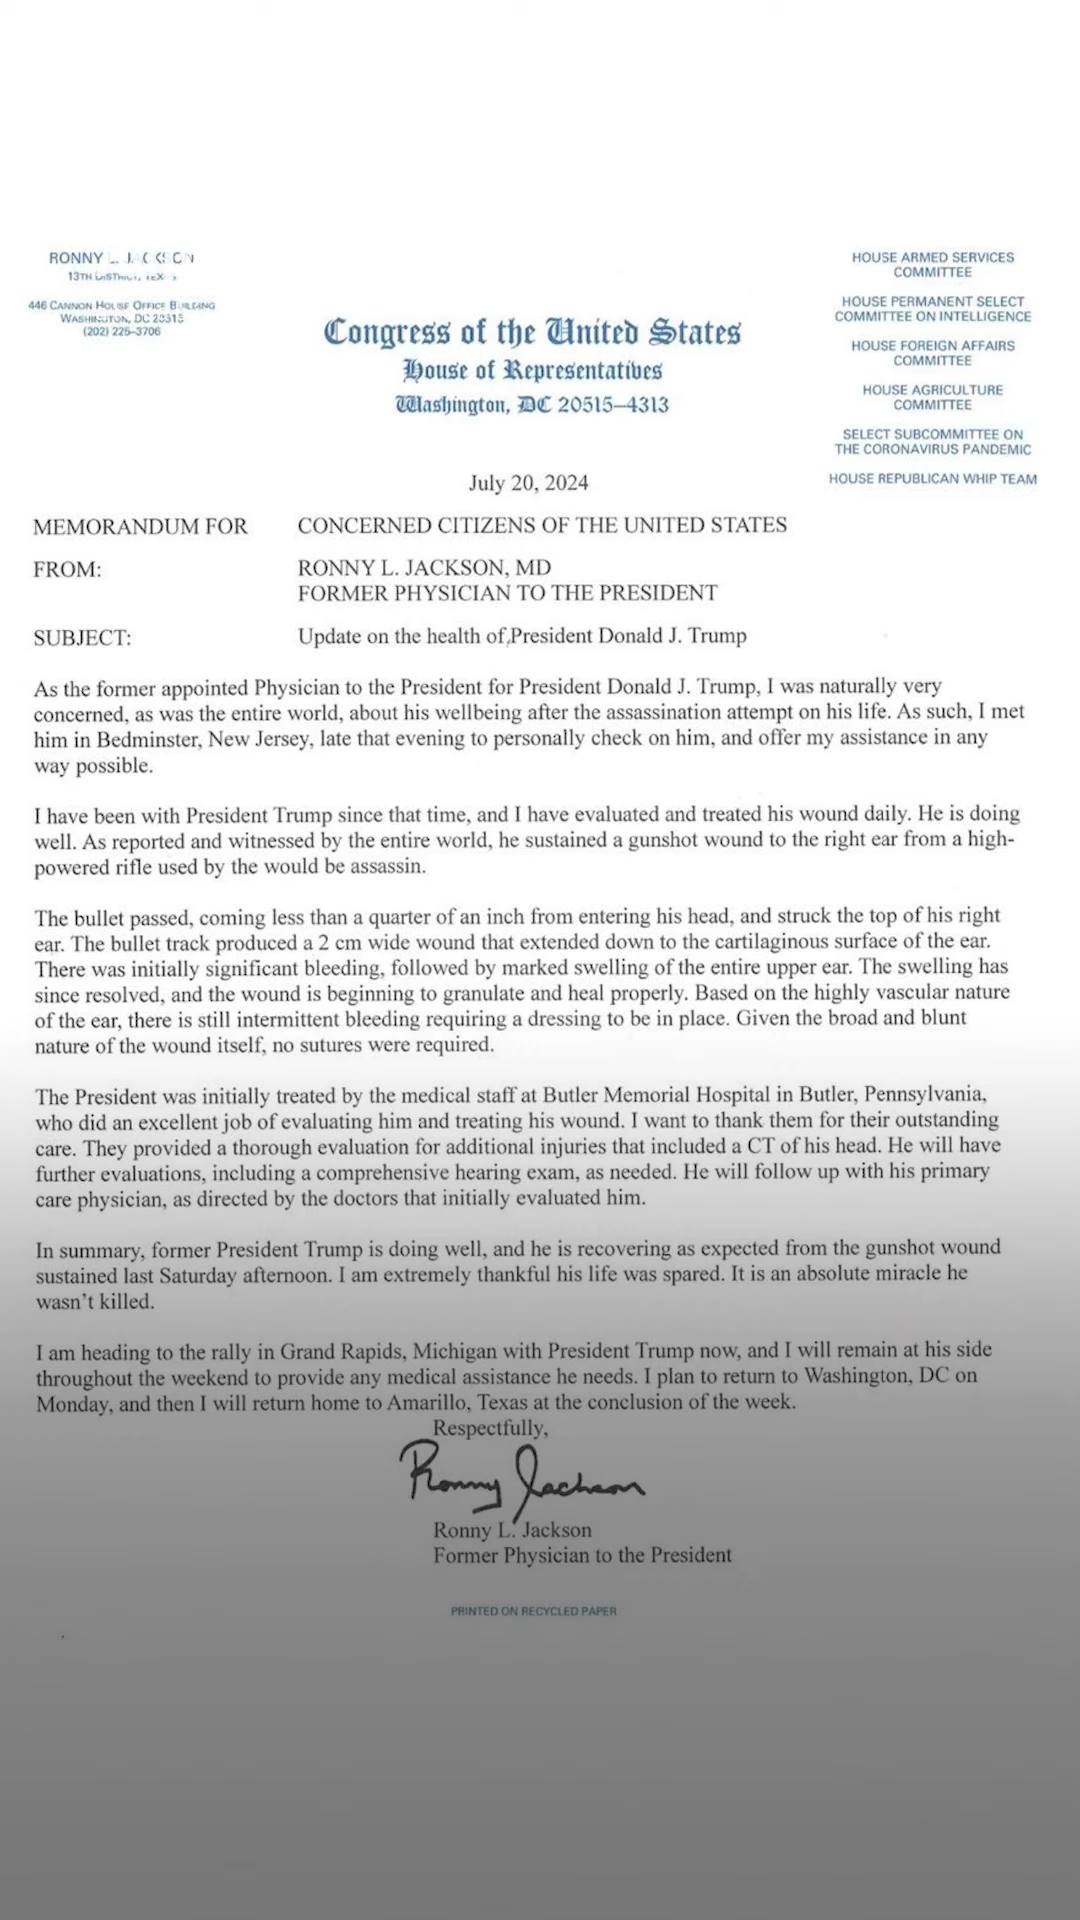 RONNY
13TH
446 CANNON HOUSE OFFICE BUILDING
WASHINGTON, DC
(202) 225-3706
HOUSE ARMED SERVICES
COMMITTEE
HOUSE PERMANENT SELECT
COMMITTEE ON INTELLIGENCE
HOUSE FOREIGN AFFAIRS
COMMITTEE
HOUSE AGRICULTURE
COMMITTEE
SELECT SUBCOMMITTEE ON
THE CORONAVIRUS PANDEMIC
HOUSE REPUBLICAN WHIP TEAM
Congress of the United States
House of Representatives
Washington, DC 20515–4313
July 20, 2024
MEMORANDUM FOR CONCERNED CITIZENS OF THE UNITED STATES
FROM: RONNY L. JACKSON, MD
FORMER PHYSICIAN TO THE PRESIDENT
SUBJECT: Update on the health of President Donald J. Trump
As the former appointed Physician to the President for President Donald J. Trump, I was naturally very
concerned, as was the entire world, about his wellbeing after the assassination attempt on his life. As such, I met
him in Bedminster, New Jersey, late that evening to personally check on him, and offer my assistance in any
way possible.
I have been with President Trump since that time, and I have evaluated and treated his wound daily. He is doing
well. As reported and witnessed by the entire world, he sustained a gunshot wound to the right ear from a high-
powered rifle used by the would be assassin.
The bullet passed, coming less than a quarter of an inch from entering his head, and struck the top of his right
ear. The bullet track produced a 2 cm wide wound that extended down to the cartilaginous surface of the ear.
There was initially significant bleeding, followed by marked swelling of the entire upper ear. The swelling has
since resolved, and the wound is beginning to granulate and heal properly. Based on the highly vascular nature
of the ear, there is still intermittent bleeding requiring a dressing to be in place. Given the broad and blunt
nature of the wound itself, no sutures were required.
The President was initially treated by the medical staff at Butler Memorial Hospital in Butler, Pennsylvania,
who did an excellent job of evaluating him and treating his wound. I want to thank them for their outstanding
care. They provided a thorough evaluation for additional injuries that included a CT of his head. He will have
further evaluations, including a comprehensive hearing exam, as needed. He will follow up with his primary
care physician, as directed by the doctors that initially evaluated him.
In summary, former President Trump is doing well, and he is recovering as expected from the gunshot wound
sustained last Saturday afternoon. I am extremely thankful his life was spared. It is an absolute miracle he
wasn't killed.
I am heading to the rally in Grand Rapids, Michigan with President Trump now, and I will remain at his side
throughout the weekend to provide any medical assistance he needs. I plan to return to Washington, DC on
Monday, and then I will return home to Amarillo, Texas at the conclusion of the week.
Respectfully,
Ronny Jackson
Ronny L. Jackson
Former Physician to the President
PRINTED ON RECYCLED PAPER